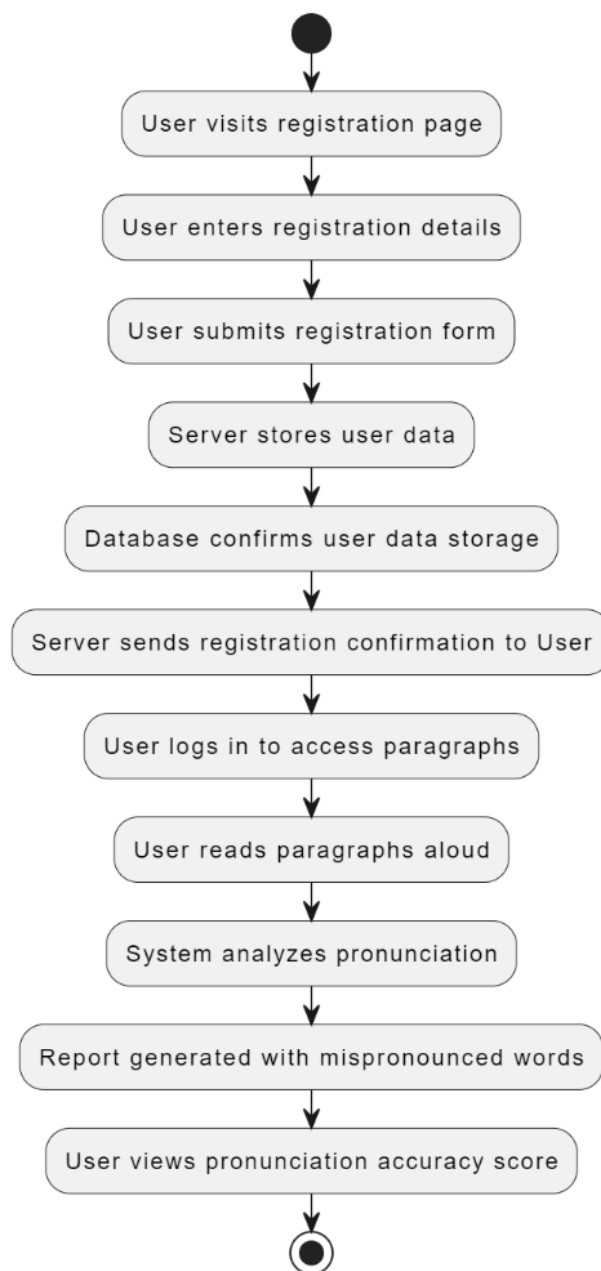 User visits registration page
User enters registration details
User submits registration form
Server stores user data
Database confirms user data storage
Server sends registration confirmation to User
User logs in to access paragraphs
User reads paragraphs aloud
System analyzes pronunciation
Report generated with mispronounced words
User views pronunciation accuracy score